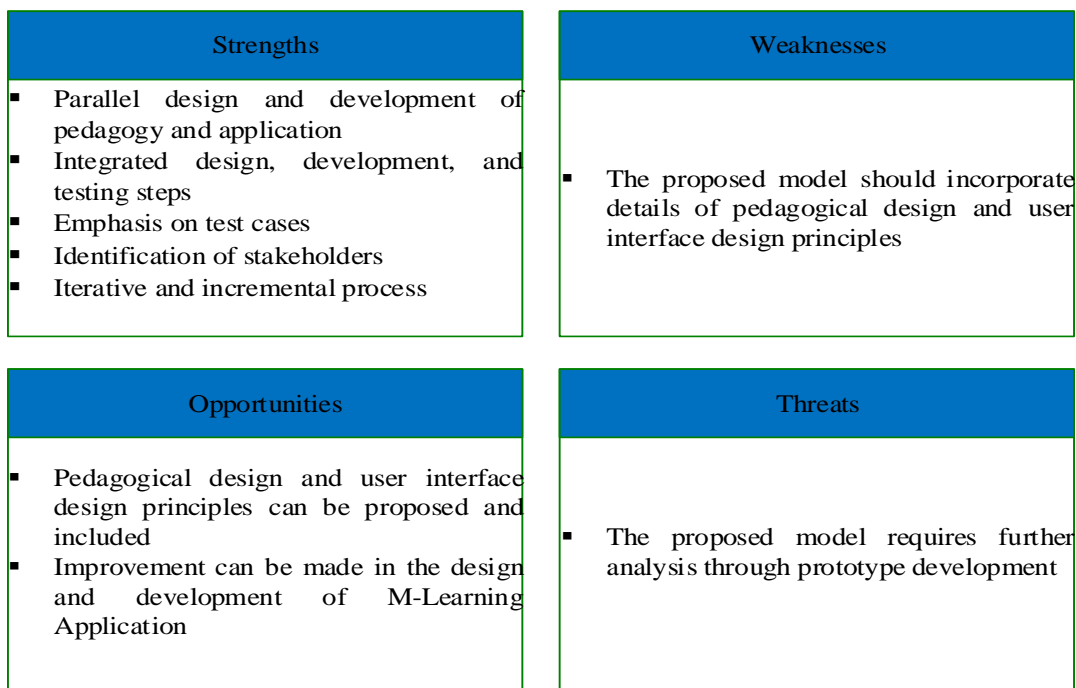 Strengths
▪ Parallel design and development of
pedagogy and application
▪ Integrated design, development, and
testing steps
▪ Emphasis on test cases
▪ Identification of stakeholders
▪ Iterative and incremental process
Weaknesses
▪ The proposed model should incorporate
details of pedagogical design and user
interface design principles
Opportunities
▪ Pedagogical design and user interface
design principles can be proposed and
included
▪ Improvement can be made in the design
and development of M-Learning
Application
Threats
▪ The proposed model requires further
analysis through prototype development